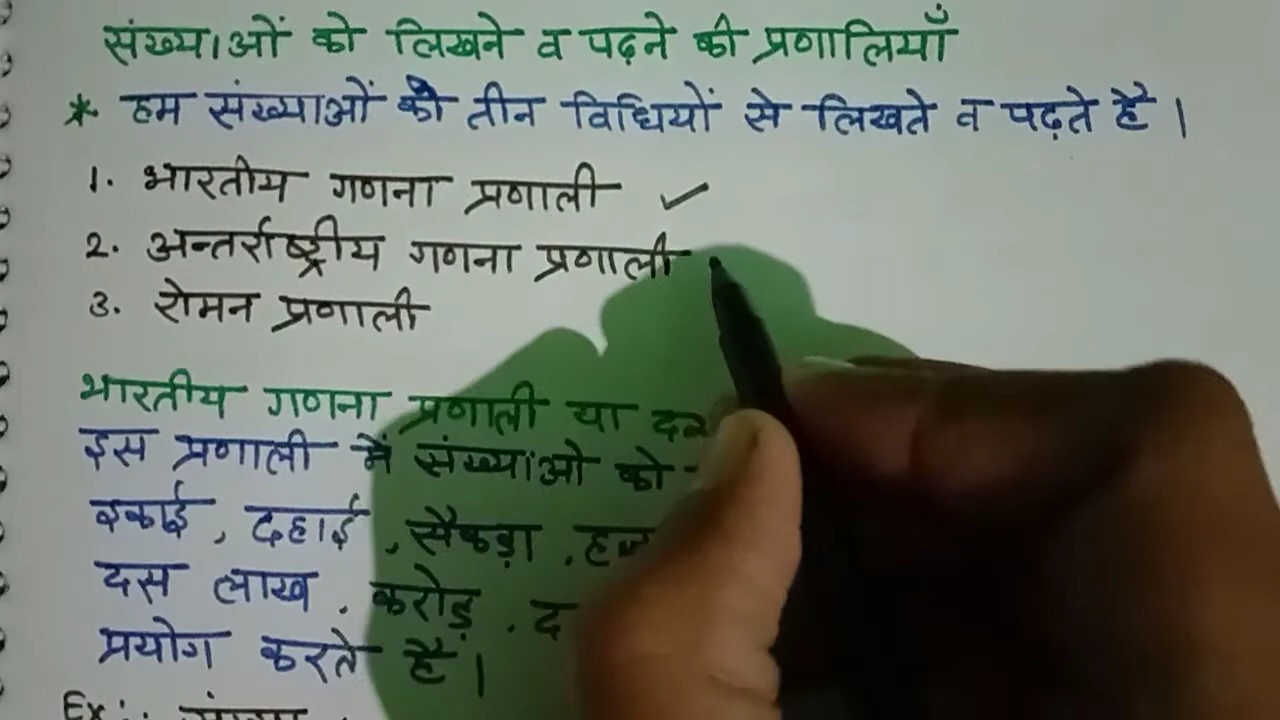 संख्याओं को लिखने व पढ़ने की प्रणालियाँ
* हम संख्याओं को तीन विधियों से लिखते व पढ़ते है ।
1. भारतीय गणना प्रणाली ✓
2. अन्तर्राष्ट्रीय गणना प्रणाली
3. रोमन प्रणाली
भारतीय गणना प्रणाली या
इस प्रणाली में संख्याओ को
इकाई , दहाई , सैकड़ा ,
दस लाख , करोड़ ,
प्रयोग करते है ।
Ex:- संख्या